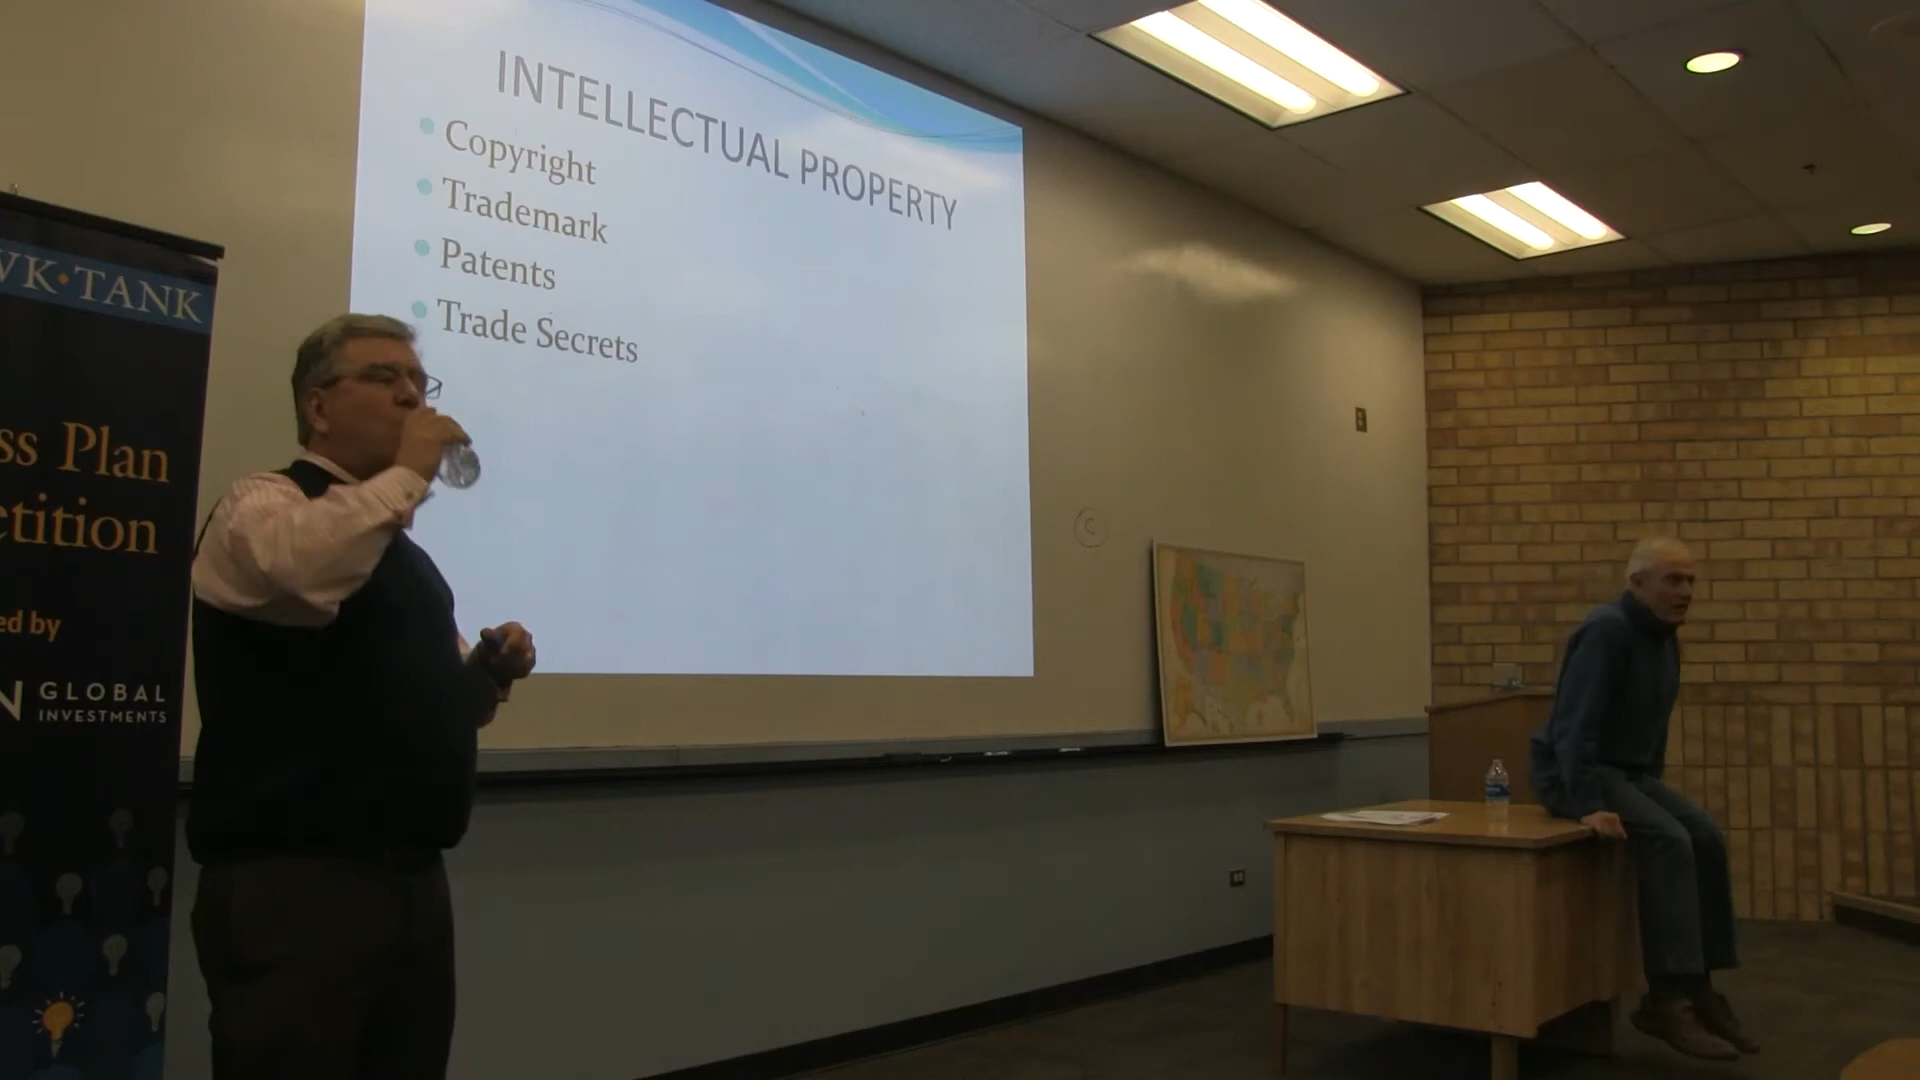 INTELLECTUAL PROPERTY
Copyright
Trademark
Patents
Trade Secrets
WK·TANK
ss Plan
etition
ed by
N GLOBAL
INVESTMENTS
C